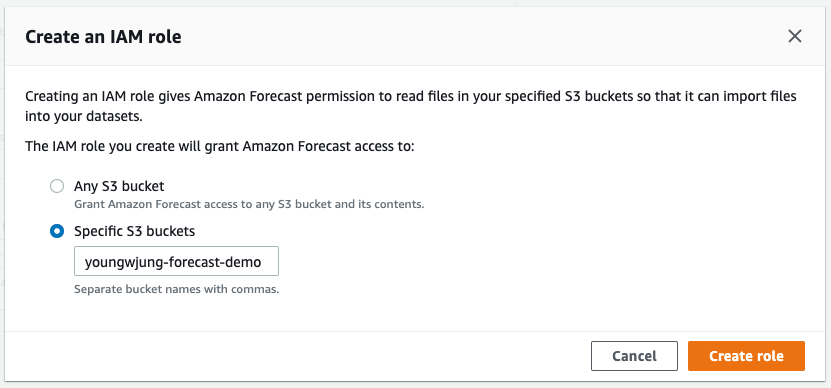 Create an IAM role
Creating an IAM role gives Amazon Forecast permission to read files in your specified S3 buckets so that it can import files
into your datasets.
The IAM role you create will grant Amazon Forecast access to:
Any S3 bucket
Grant Amazon Forecast access to any S3 bucket and its contents.
Specific S3 buckets
youngwjung-forecast-demo
Separate bucket names with commas.
Cancel
Create role